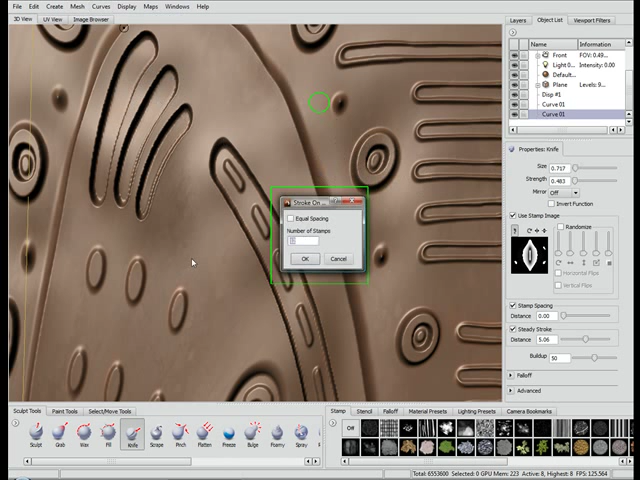 File Edit Create Mesh Curves Display Maps Windows Help
3D View UV View Image Browser
Layers Object List Viewport Filters
Name Information
Front FOV: 0.49...
Light 0... Intensity: 0.00
Default...
Plane Levels: 9...
Disp #1
Curve 01
Curve 01
Properties: Knife
Size 0.717
Strength 0.483
Mirror Off
Invert Function
Use Stamp Image
Randomize
Horizontal Flips
Vertical Flips
Stamp Spacing
Distance 0.00
Steady Stroke
Distance 5.06
Buildup 50
Falloff
Advanced
Stroke On ...
Equal Spacing
Number of Stamps
OK Cancel
Sculpt Tools Paint Tools Select/Move Tools
Sculpt Grab Wax Fill Knife Scrape Pinch Flatten Freeze Bulge Foamy Spray
Stamp Stencil Falloff Material Presets Lighting Presets Camera Bookmarks
Off
Total: 6553600 Selected: 0 GPU Mem: 223 Active: 8, Highest: 8 FPS: 125.564